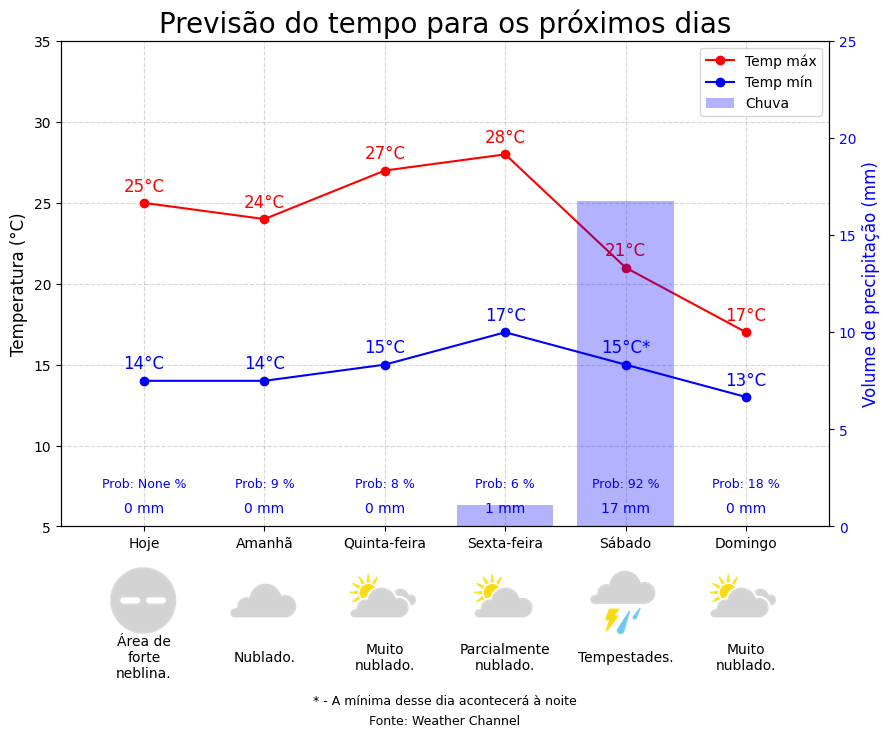 Previsão do tempo para os próximos dias
Temp máx
Temp mín
Chuva
Temperatura (°C)
35
30
25
20
15
10
5
Volume de precipitação (mm)
25
20
15
10
5
0
25°C
24°C
27°C
28°C
21°C
17°C
14°C
14°C
15°C
17°C
15°C*
13°C
Prob: None %
Prob: 9 %
Prob: 8 %
Prob: 6 %
Prob: 92 %
Prob: 18 %
0 mm
0 mm
0 mm
1 mm
17 mm
0 mm
Hoje
Amanhã
Quinta-feira
Sexta-feira
Sábado
Domingo
Área de
forte
neblina.
Nublado.
Muito
nublado.
Parcialmente
nublado.
Tempestades.
Muito
nublado.
* - A mínima desse dia acontecerá à noite
Fonte: Weather Channel